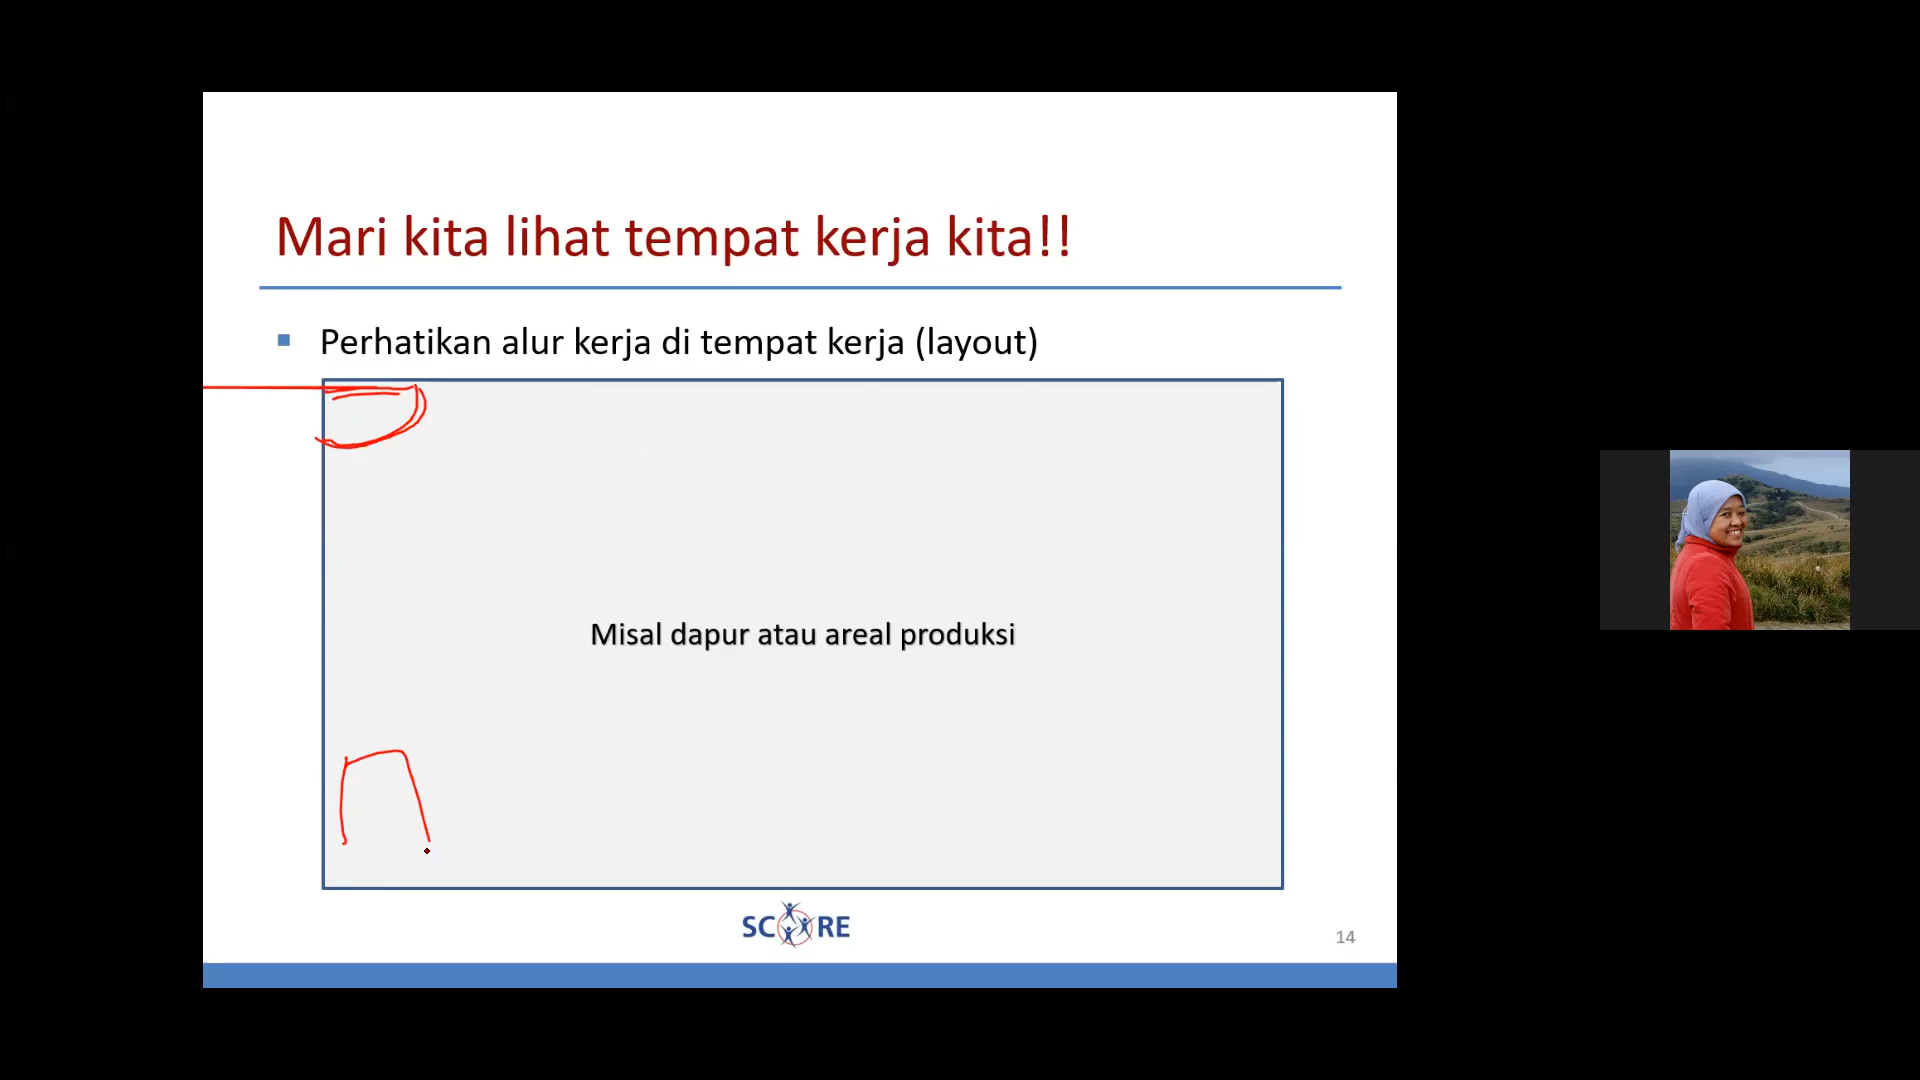 Mari kita lihat tempat kerja kita!!
Perhatikan alur kerja di tempat kerja (layout)
Misal dapur atau areal produksi
SCORE
14